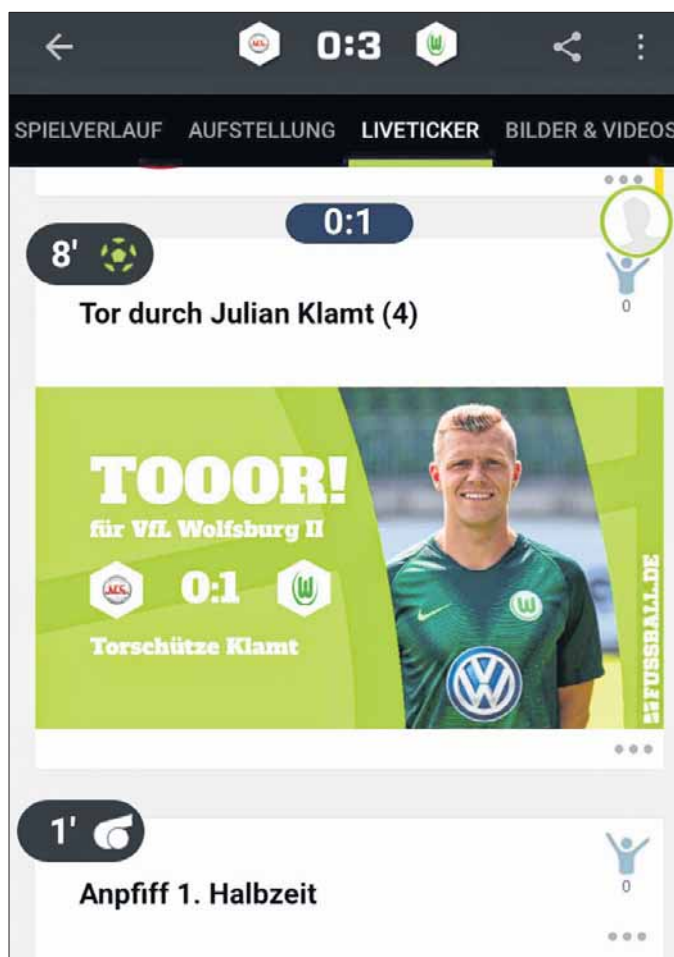 0:3
SPIELVERLAUF AUFSTELLUNG LIVETICKER BILDER & VIDEOS
0:1
8'
0
Tor durch Julian Klamt (4)
TOOOR!
für VfL Wolfsburg II
0:1
Torschütze Klamt
FUSSBALL.DE
1'
0
Anpfiff 1. Halbzeit